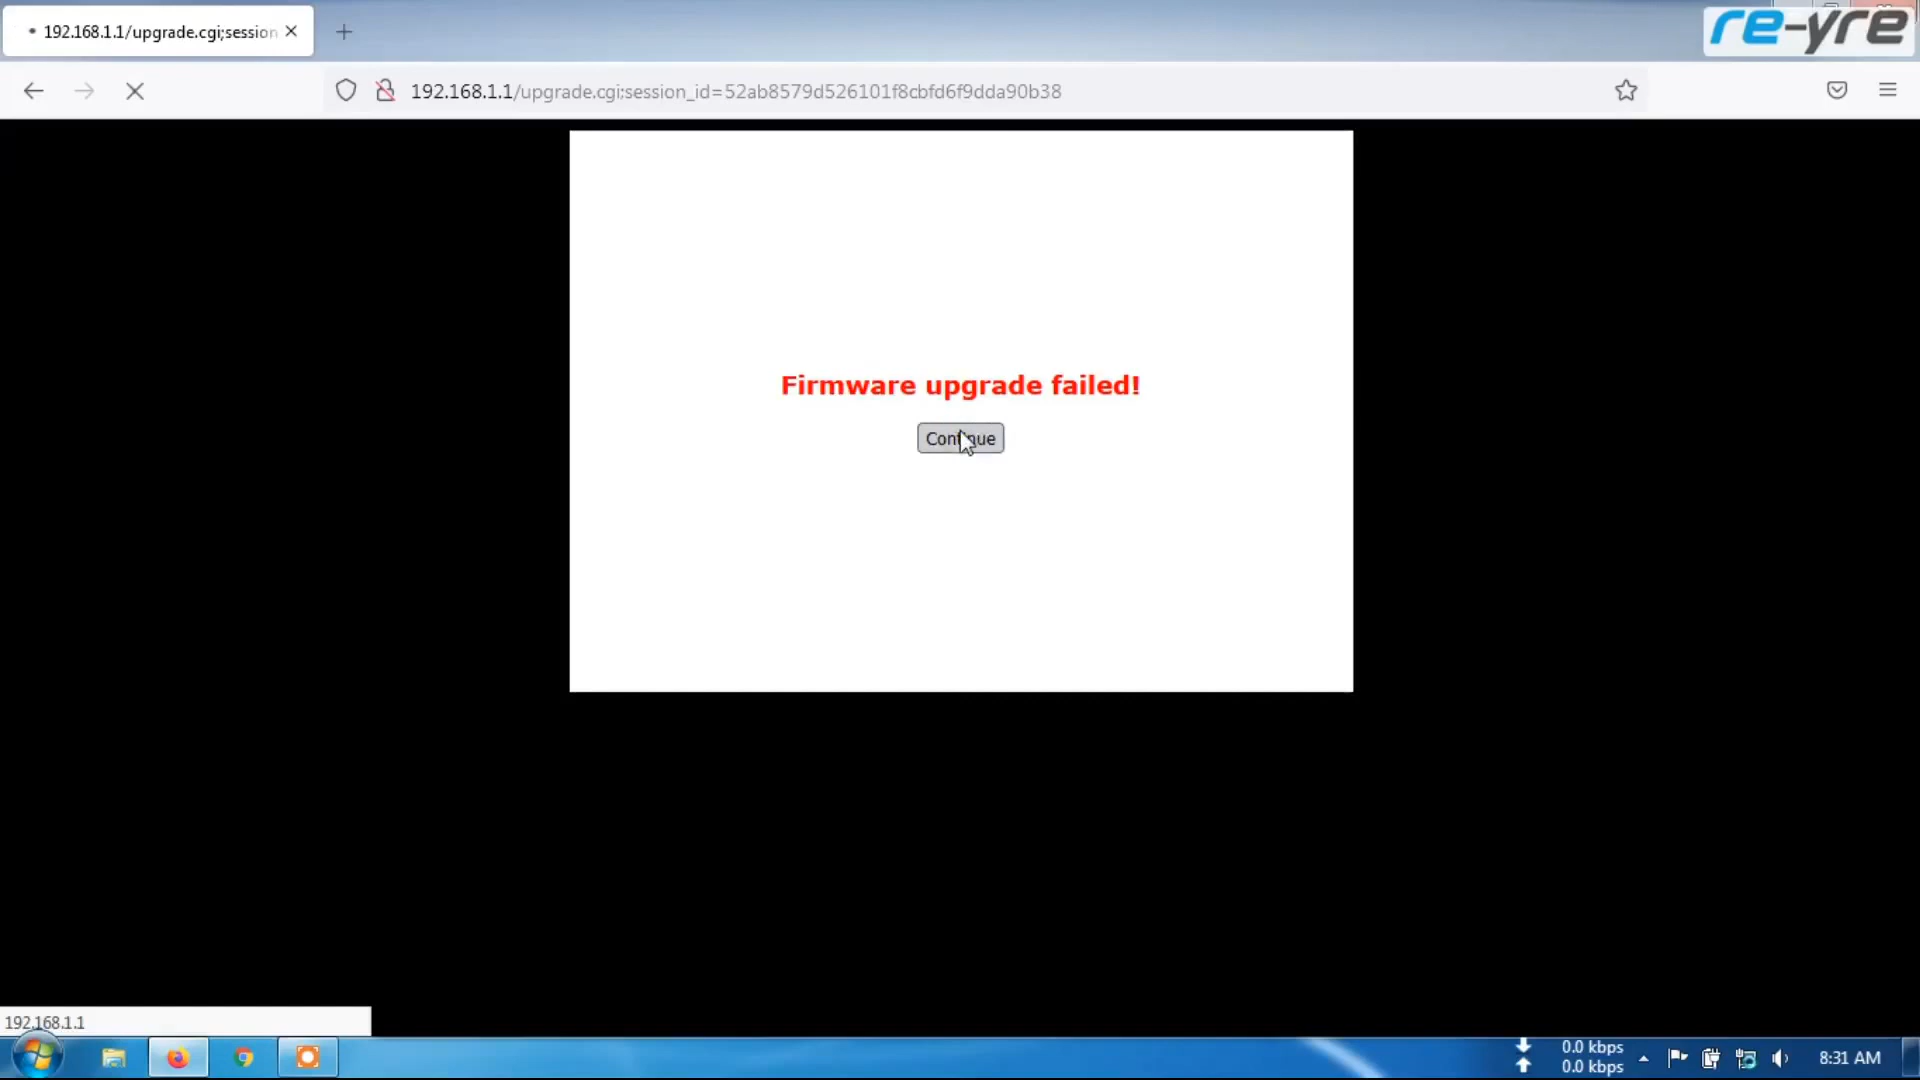 192.168.1.1/upgrade.cgi;session
re-yre
192.168.1.1/upgrade.cgi;session_id=52ab8579d526101f8cbfd6f9dda90b38
Firmware upgrade failed!
Continue
192.168.1.1
0.0 kbps
0.0 kbps
8:31 AM